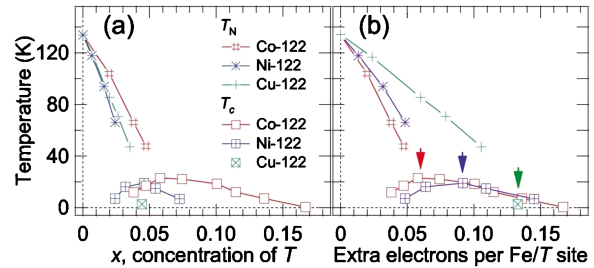 (a)
T_N
Co-122
Ni-122
Cu-122
T_c
Co-122
Ni-122
Cu-122
(b)
Temperature (K)
120
80
40
0
0.00 0.05 0.10 0.15
0.00 0.05 0.10 0.15
x, concentration of T
Extra electrons per Fe/T site